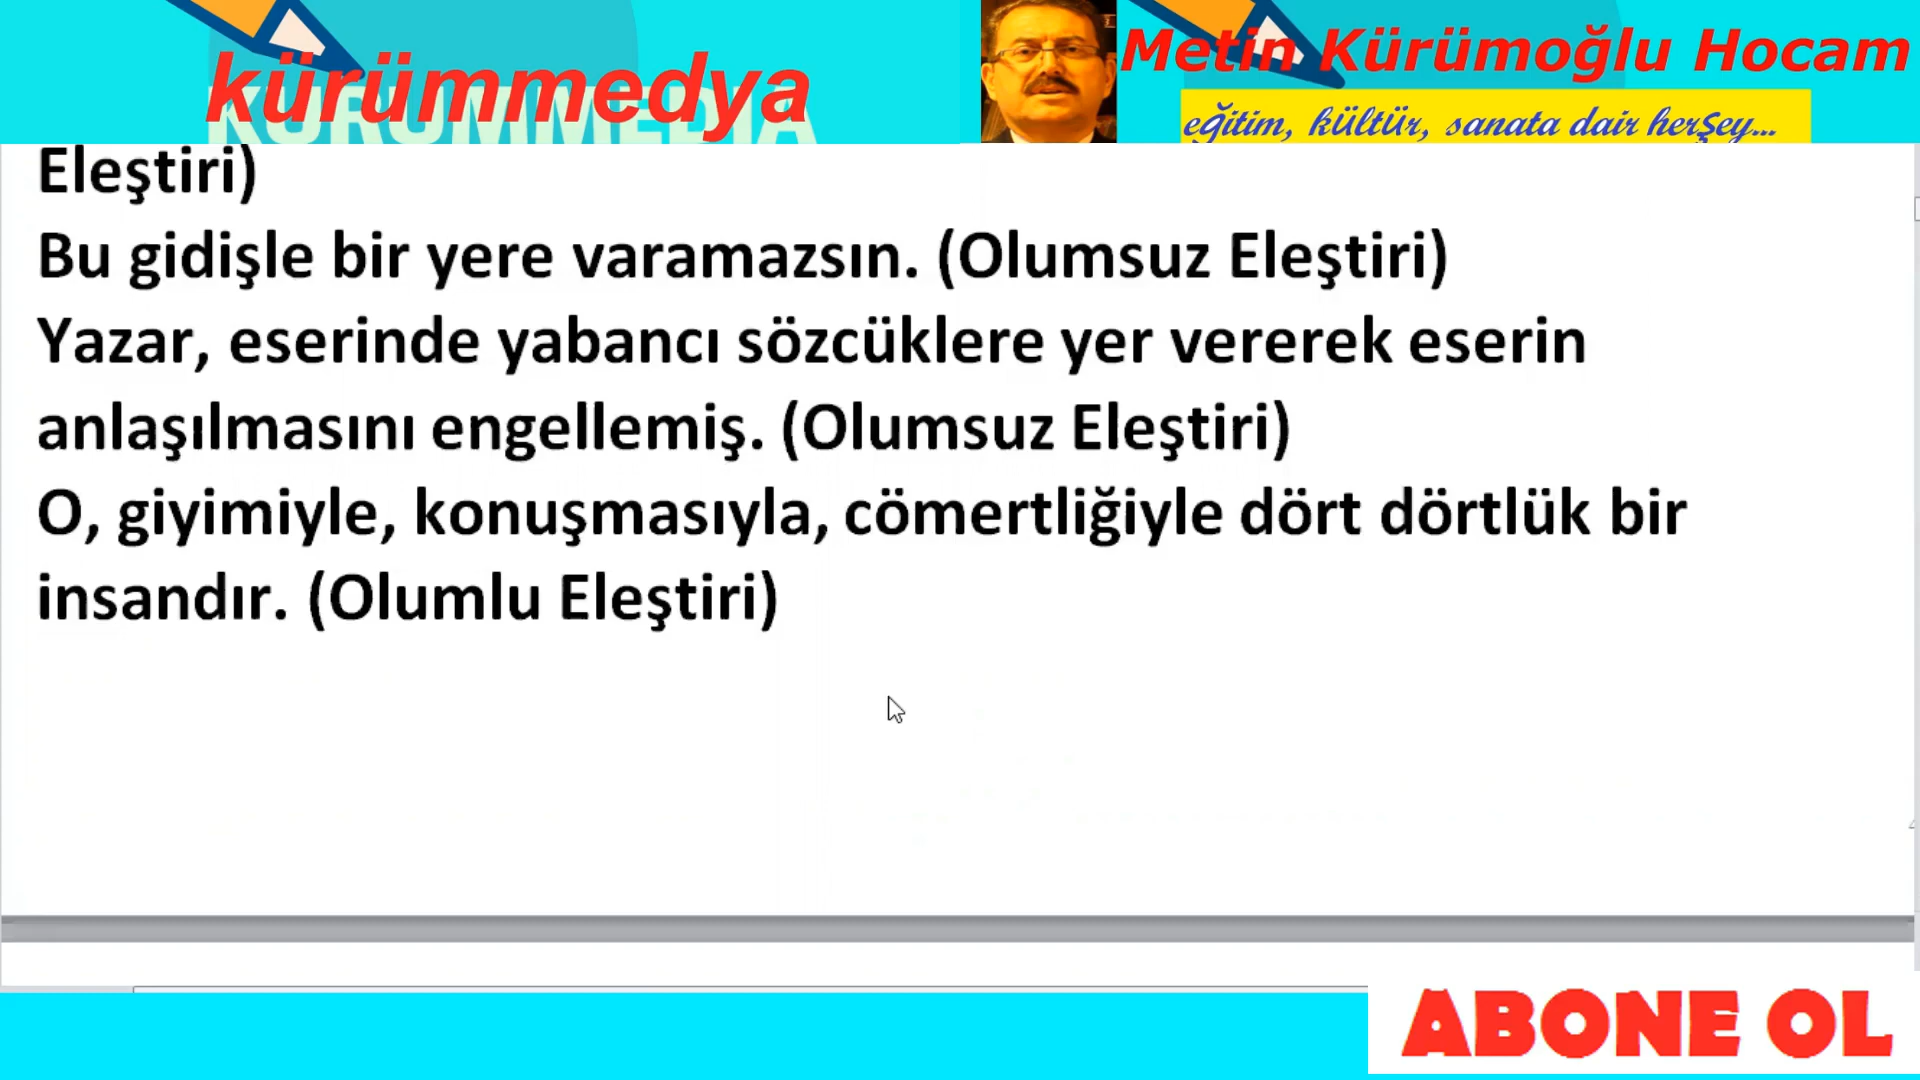 kürümmedya
KURUMMEDIA
Metin Kürümoğlu Hocam
eğitim, kültür, sanata dair herşey...
Eleştiri)
Bu gidişle bir yere varamazsın. (Olumsuz Eleştiri)
Yazar, eserinde yabancı sözcüklere yer vererek eserin
anlaşılmasını engellemiş. (Olumsuz Eleştiri)
O, giyimiyle, konuşmasıyla, cömertliğiyle dört dörtlük bir
insandır. (Olumlu Eleştiri)
ABONE OL